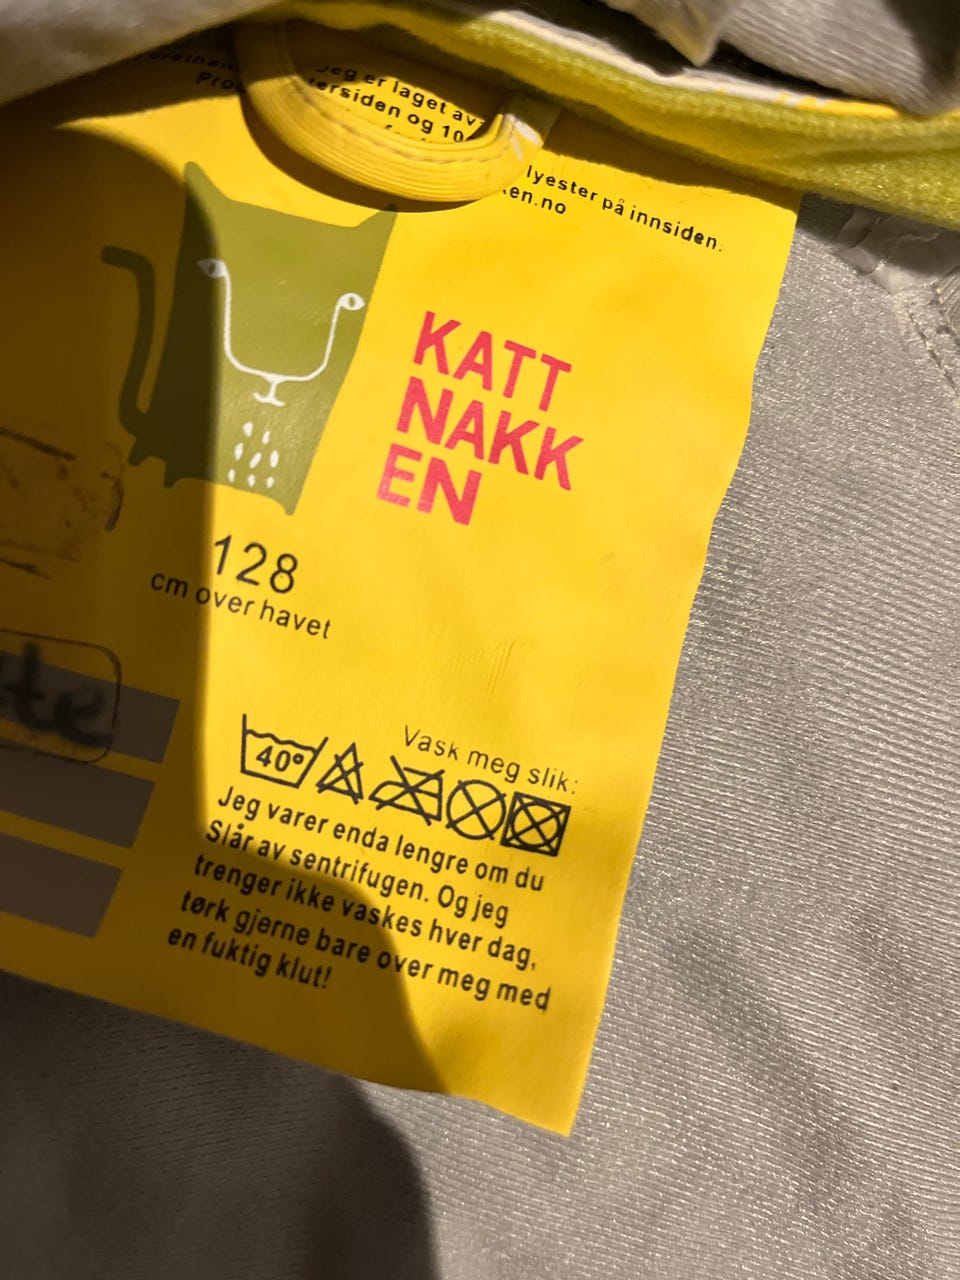 Jeg er laget av
tersiden og 10
lyester på innsiden.
en.no
KATT
NAKK
EN
128
cm over havet
Vask meg slik:
40°
Jeg varer enda lengre om du
Slår av sentrifugen. Og jeg
trenger ikke vaskes hver dag,
tørk gjerne bare over meg med
en fuktig klut!